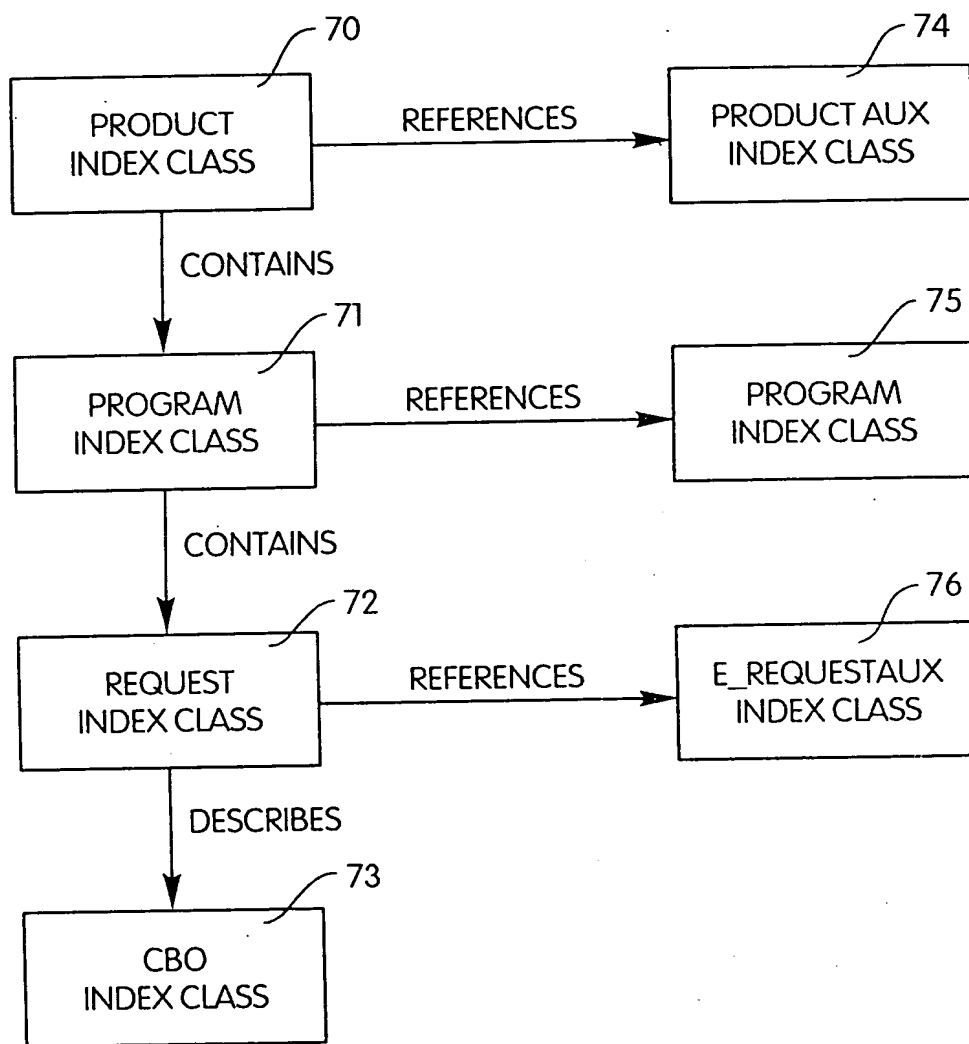 70
74
PRODUCT
INDEX CLASS
REFERENCES
PRODUCT AUX
INDEX CLASS
CONTAINS
71
75
PROGRAM
INDEX CLASS
REFERENCES
PROGRAM
INDEX CLASS
CONTAINS
72
76
REQUEST
INDEX CLASS
REFERENCES
E_REQUESTAUX
INDEX CLASS
DESCRIBES
73
CBO
INDEX CLASS